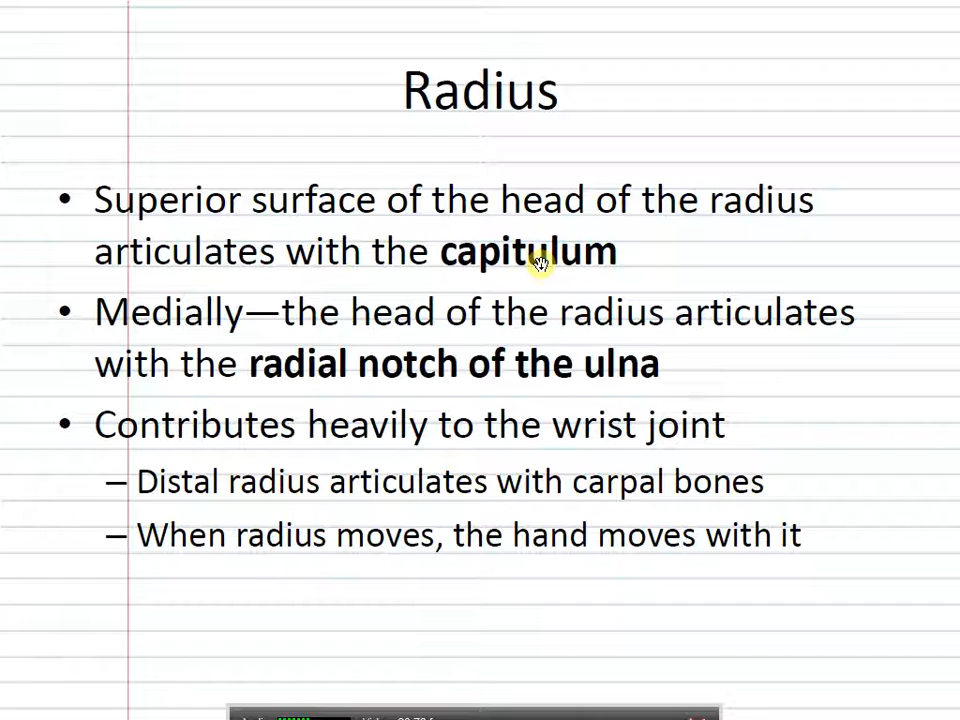 Radius
• Superior surface of the head of the radius
articulates with the capitulum
• Medially—the head of the radius articulates
with the radial notch of the ulna
• Contributes heavily to the wrist joint
– Distal radius articulates with carpal bones
– When radius moves, the hand moves with it